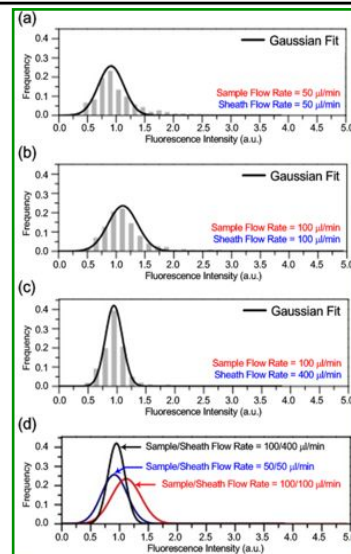 (a)
Frequency
0.4
0.3
0.2
0.1
0.0
Gaussian Fit
Sample Flow Rate = 50 µl/min
Sheath Flow Rate = 50 µl/min
0.0 0.5 1.0 1.5 2.0 2.5 3.0 3.5 4.0 4.5 5.0
Fluorescence Intensity (a.u.)
(b)
Frequency
0.4
0.3
0.2
0.1
0.0
Gaussian Fit
Sample Flow Rate = 100 µl/min
Sheath Flow Rate = 100 µl/min
0.0 0.5 1.0 1.5 2.0 2.5 3.0 3.5 4.0 4.5 5.0
Fluorescence Intensity (a.u.)
(c)
Frequency
0.4
0.3
0.2
0.1
0.0
Gaussian Fit
Sample Flow Rate = 100 µl/min
Sheath Flow Rate = 400 µl/min
0.0 0.5 1.0 1.5 2.0 2.5 3.0 3.5 4.0 4.5 5.0
Fluorescence Intensity (a.u.)
(d)
Frequency
0.4
0.3
0.2
0.1
0.0
Sample/Sheath Flow Rate = 100/400 µl/min
Sample/Sheath Flow Rate = 50/50 µl/min
Sample/Sheath Flow Rate = 100/100 µl/min
0.0 0.5 1.0 1.5 2.0 2.5 3.0 3.5 4.0 4.5 5.0
Fluorescence Intensity (a.u.)